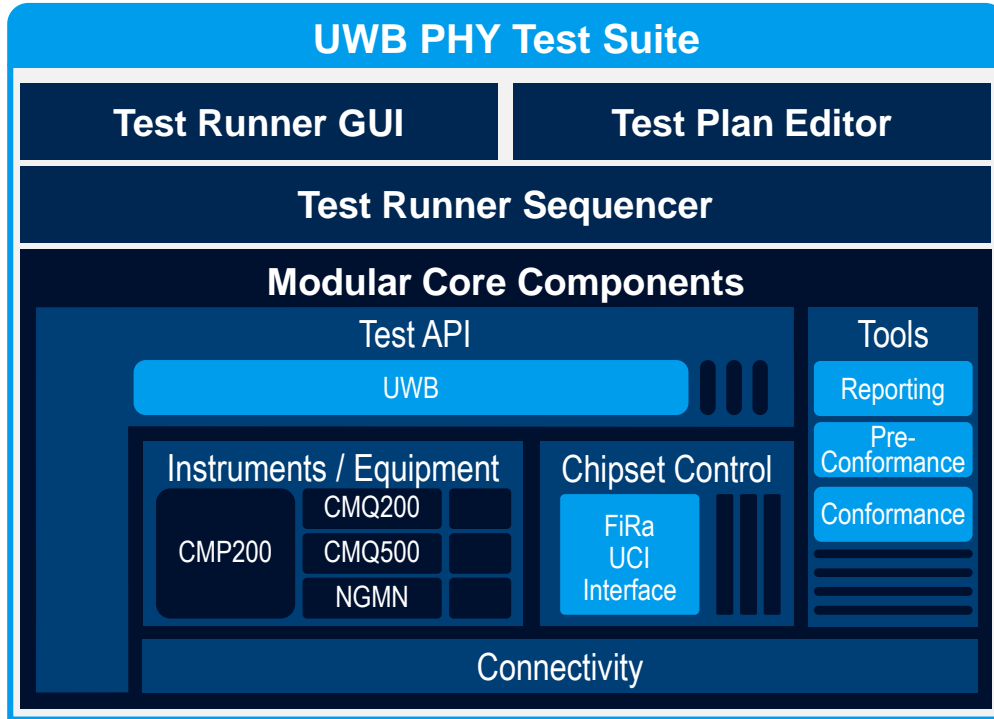 UWB PHY Test Suite
Test Runner GUI
Test Plan Editor
Test Runner Sequencer
Modular Core Components
Test API
UWB
Tools
Reporting
Pre-
Conformance
Conformance
Instruments / Equipment
CMP200
CMQ200
CMQ500
NGMN
Chipset Control
FiRa
UCI
Interface
Connectivity